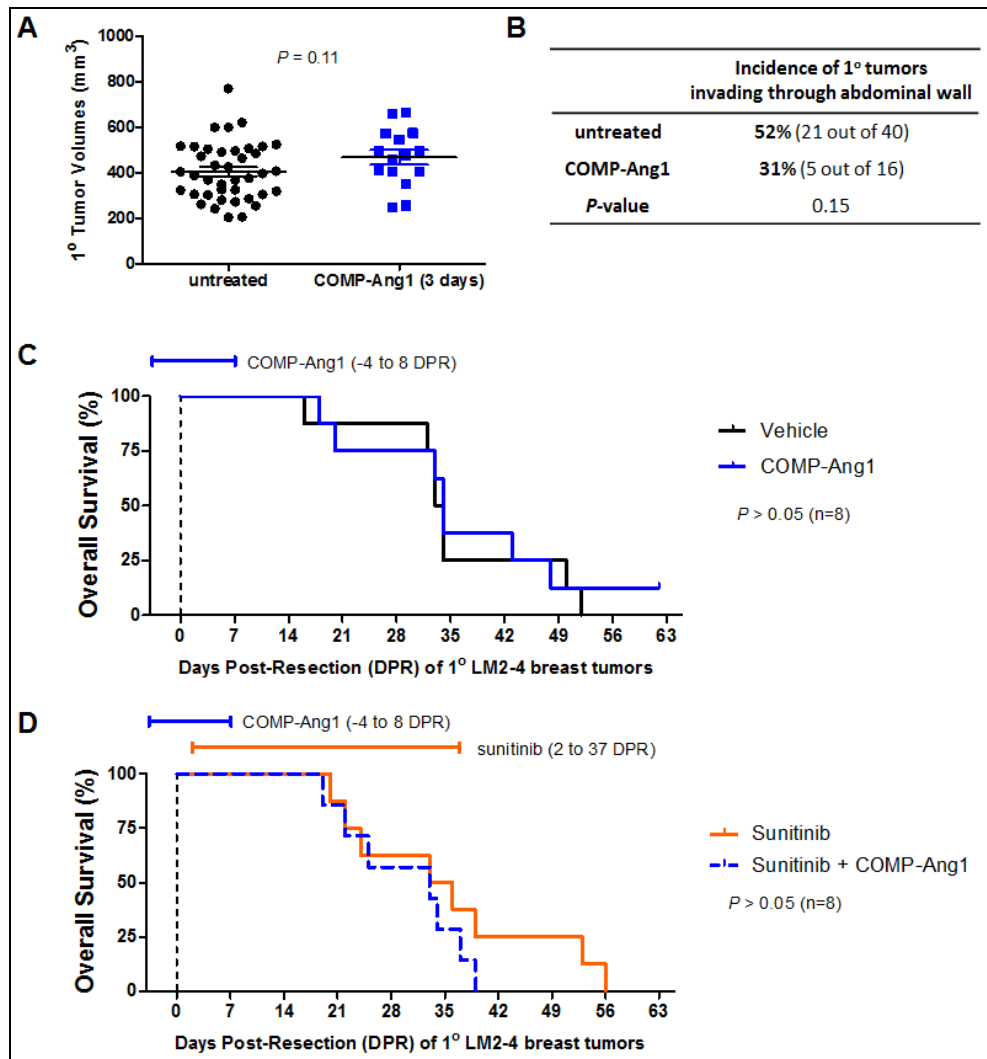 A
1000
800
600
400
200
0
1º Tumor Volumes (mm³)
P = 0.11
untreated
COMP-Ang1 (3 days)
B
Incidence of 1º tumors
invading through abdominal wall
untreated 52% (21 out of 40)
COMP-Ang1 31% (5 out of 16)
P-value 0.15
C
COMP-Ang1 (-4 to 8 DPR)
Overall Survival (%)
100
75
50
25
0
0 7 14 21 28 35 42 49 56 63
Days Post-Resection (DPR) of 1º LM2-4 breast tumors
Vehicle
COMP-Ang1
P > 0.05 (n=8)
D
COMP-Ang1 (-4 to 8 DPR)
sunitinib (2 to 37 DPR)
Overall Survival (%)
100
75
50
25
0
0 7 14 21 28 35 42 49 56 63
Days Post-Resection (DPR) of 1º LM2-4 breast tumors
Sunitinib
Sunitinib + COMP-Ang1
P > 0.05 (n=8)